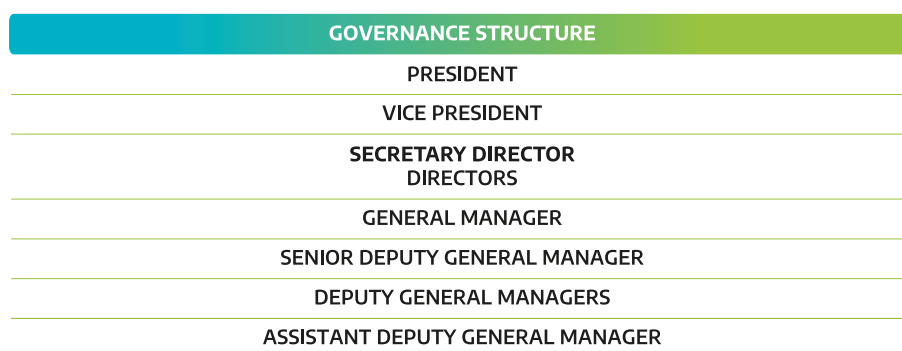 GOVERNANCE STRUCTURE
PRESIDENT
VICE PRESIDENT
SECRETARY DIRECTOR
DIRECTORS
GENERAL MANAGER
SENIOR DEPUTY GENERAL MANAGER
DEPUTY GENERAL MANAGERS
ASSISTANT DEPUTY GENERAL MANAGER